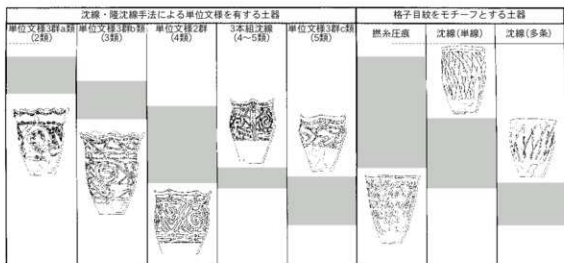 沈線・隆沈線手法による単位文様を有する土器
格子目紋をモチーフとする土器
単位文様3群a類
(2類)
単位文様3群b類
(3類)
単位文様2群
(4類)
3本組沈線
(4〜5類)
単位文様3群c類
(5類)
撚糸圧痕
沈線(単線)
沈線(多条)